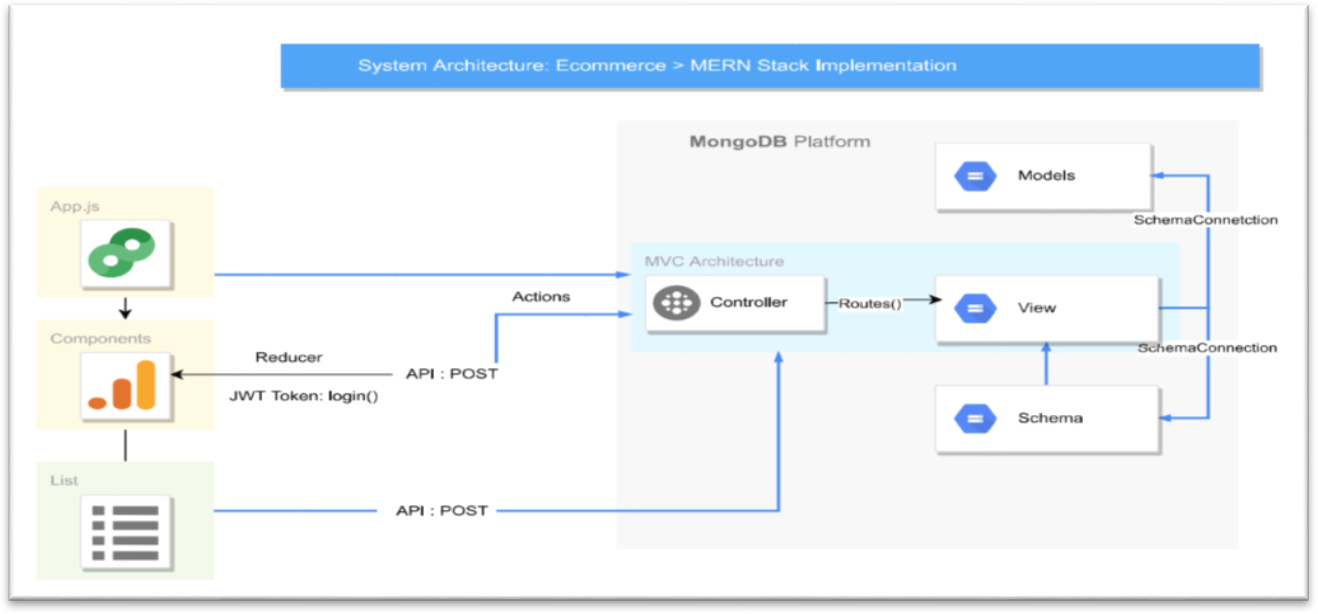 System Architecture: Ecommerce > MERN Stack Implementation
MongoDB Platform
Models
SchemaConnetction
App.js
MVC Architecture
Controller
Routes()
View
Actions
Components
Reducer
API : POST
JWT Token: login()
SchemaConnection
Schema
List
API : POST